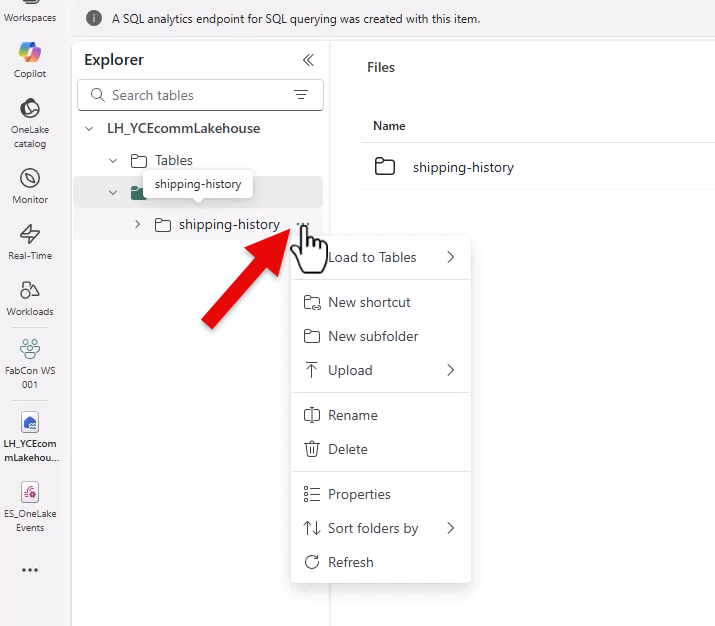 Workspaces
Copilot
OneLake
catalog
Monitor
Real-Time
Workloads
FabCon WS
001
LH_YCEcom
mLakehou...
ES_OneLake
Events
A SQL analytics endpoint for SQL querying was created with this item.
Explorer
Search tables
LH_YCEcommLakehouse
Tables
shipping-history
shipping-history
Load to Tables
New shortcut
New subfolder
Upload
Rename
Delete
Properties
Sort folders by
Refresh
Files
Name
shipping-history